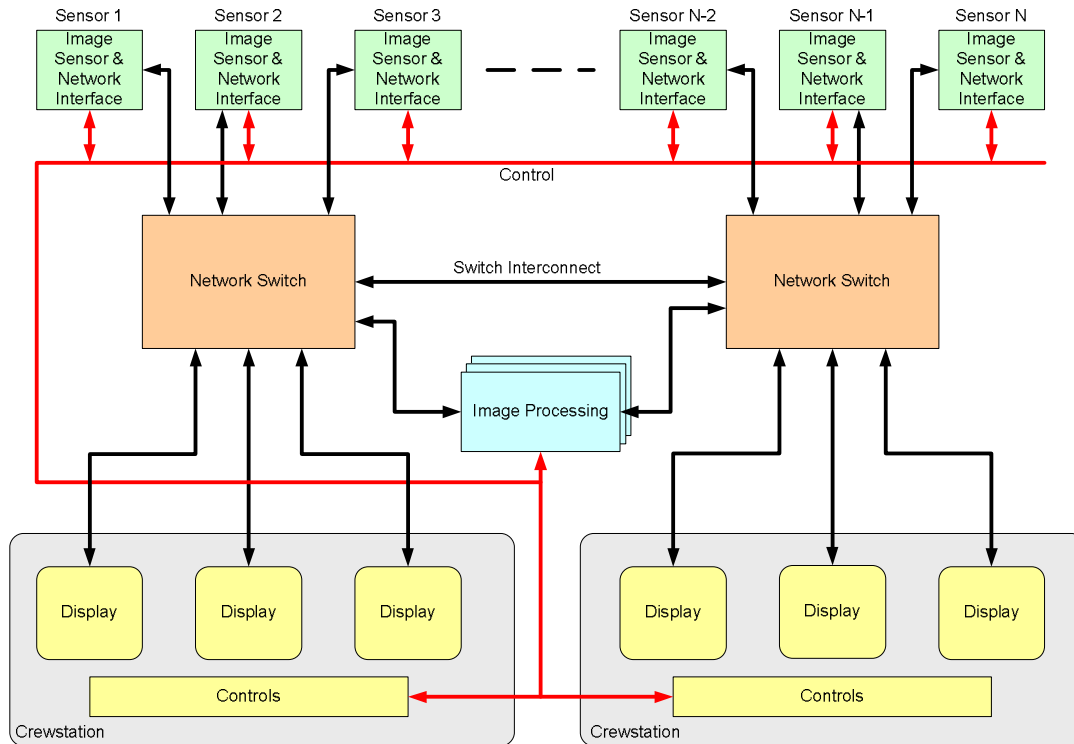 Sensor 1
Sensor 2
Sensor 3
Sensor N-2
Sensor N-1
Sensor N
Image
Sensor &
Network
Interface
Image
Sensor &
Network
Interface
Image
Sensor &
Network
Interface
Image
Sensor &
Network
Interface
Image
Sensor &
Network
Interface
Image
Sensor &
Network
Interface
Control
Network Switch
Switch Interconnect
Network Switch
Image Processing
Display
Display
Display
Display
Display
Display
Controls
Controls
Crewstation
Crewstation